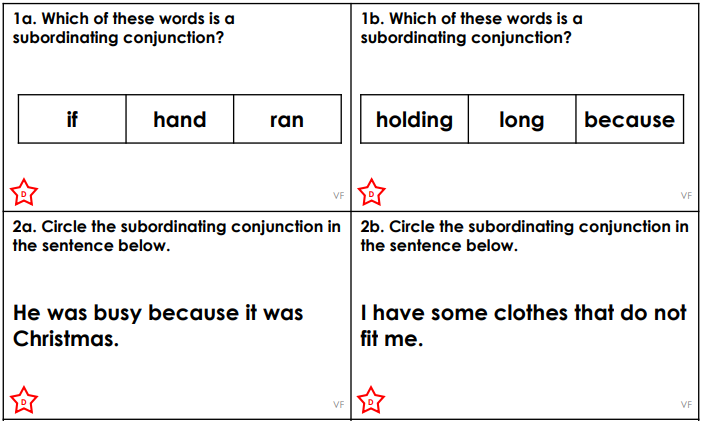 1a. Which of these words is a
subordinating conjunction?
if hand ran
D VF
1b. Which of these words is a
subordinating conjunction?
holding long because
D VF
2a. Circle the subordinating conjunction in
the sentence below.
He was busy because it was
Christmas.
D VF
2b. Circle the subordinating conjunction in
the sentence below.
I have some clothes that do not
fit me.
D VF